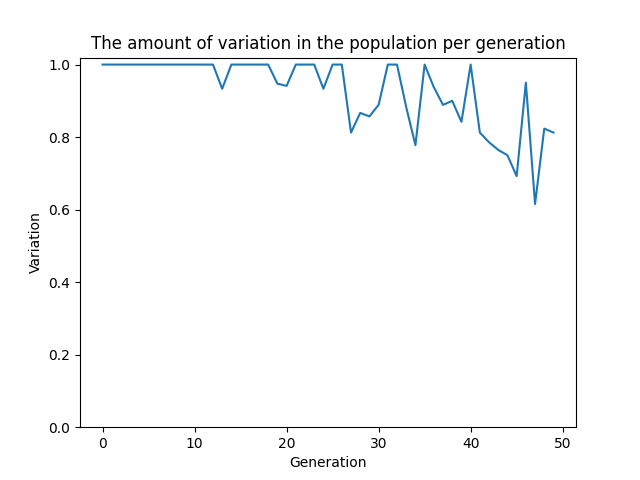 The amount of variation in the population per generation
1.0
0.8
0.6
0.4
0.2
0.0
Variation
0 10 20 30 40 50
Generation